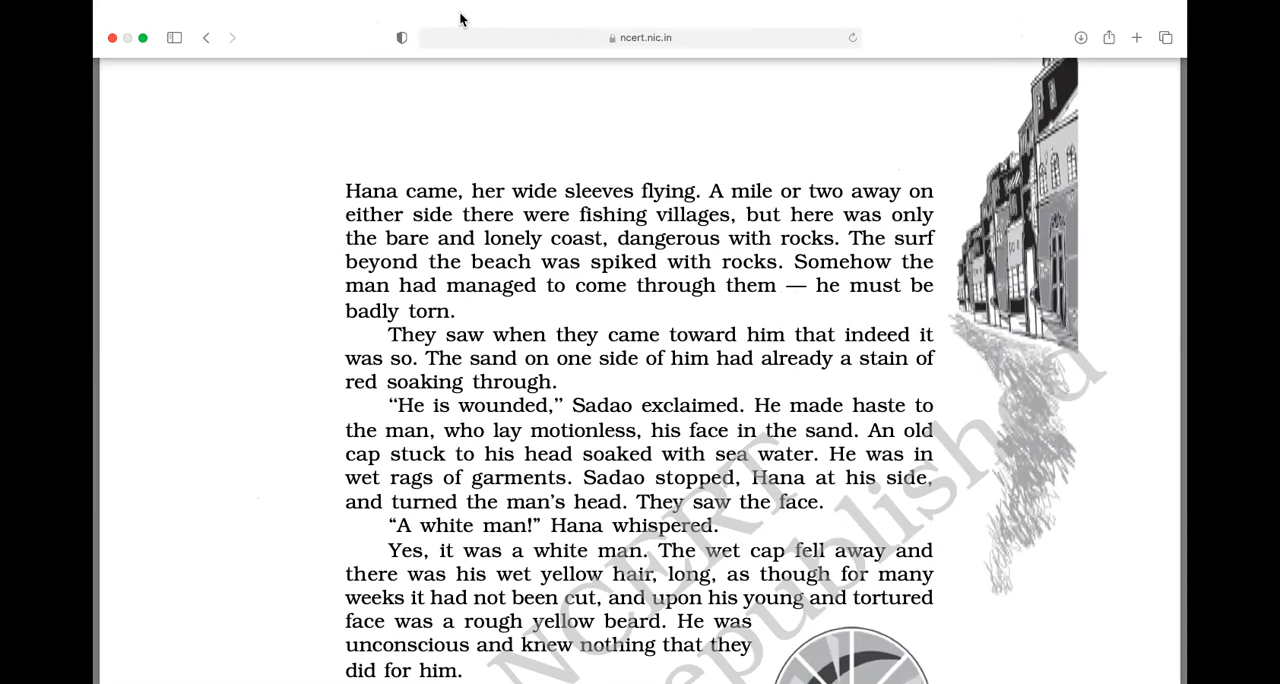 ncert.nic.in
Hana came, her wide sleeves flying. A mile or two away on
either side there were fishing villages, but here was only
the bare and lonely coast, dangerous with rocks. The surf
beyond the beach was spiked with rocks. Somehow the
man had managed to come through them — he must be
badly torn.
They saw when they came toward him that indeed it
was so. The sand on one side of him had already a stain of
red soaking through.
“He is wounded,” Sadao exclaimed. He made haste to
the man, who lay motionless, his face in the sand. An old
cap stuck to his head soaked with sea water. He was in
wet rags of garments. Sadao stopped, Hana at his side,
and turned the man’s head. They saw the face.
“A white man!” Hana whispered.
Yes, it was a white man. The wet cap fell away and
there was his wet yellow hair, long, as though for many
weeks it had not been cut, and upon his young and tortured
face was a rough yellow beard. He was
unconscious and knew nothing that they
did for him.
NCERT
republished